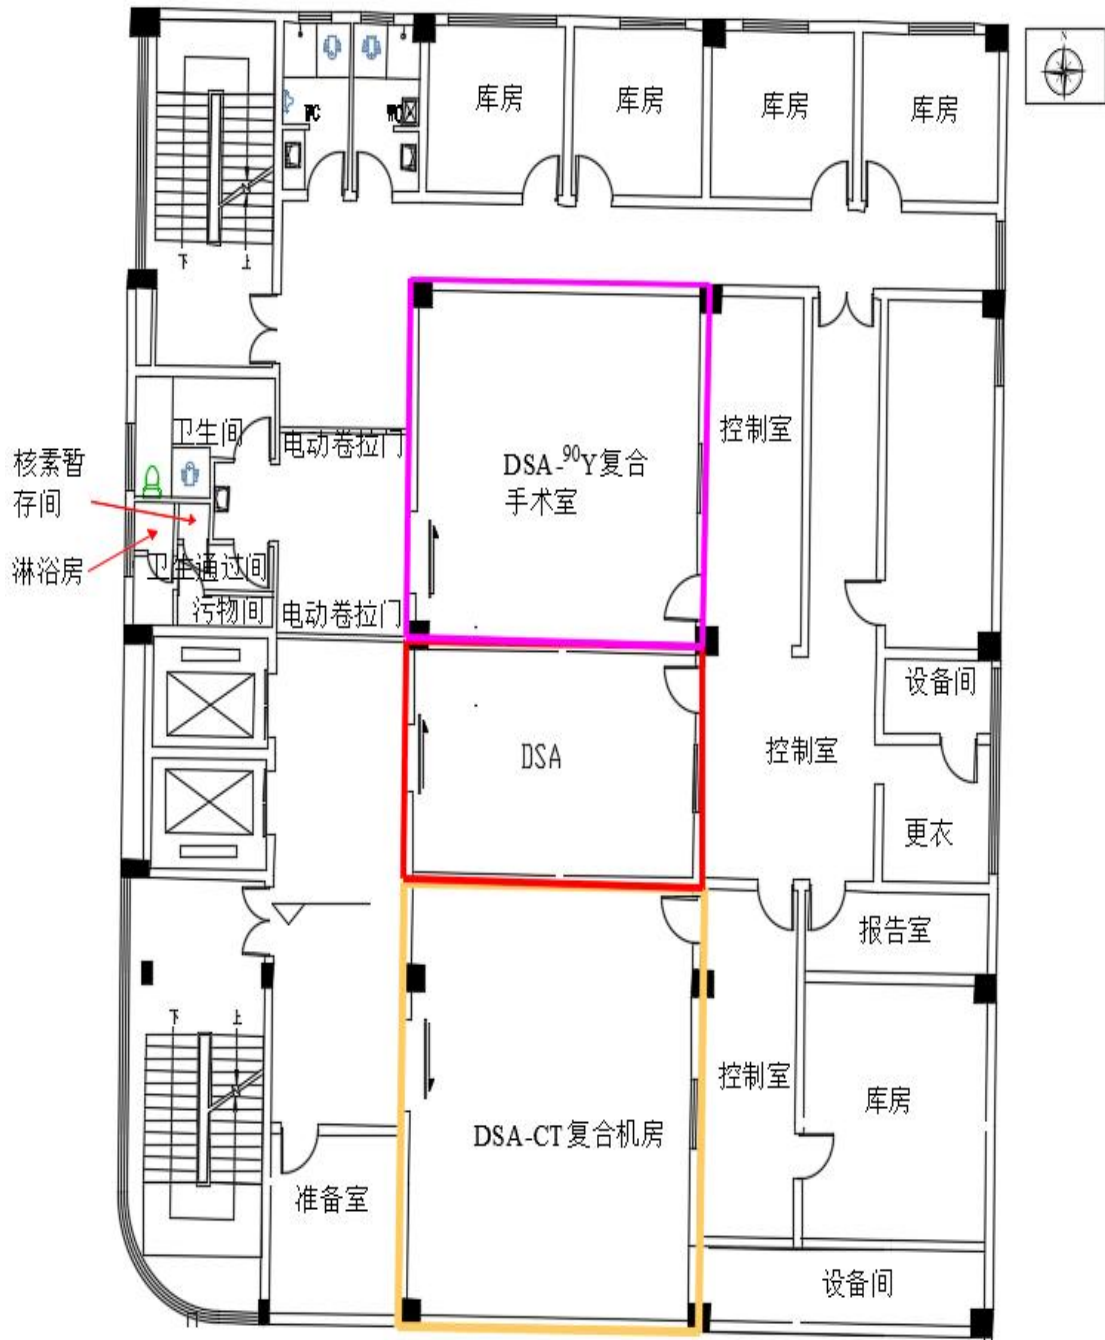 N
库房
库房
库房
库房
WC
WC
下
上
卫生间
电动卷拉门
控制室
DSA-⁹⁰Y复合
手术室
核素暂
存间
淋浴房
卫生通过间
污物间
电动卷拉门
设备间
DSA
控制室
更衣
报告室
下
上
控制室
库房
DSA-CT复合机房
准备室
设备间